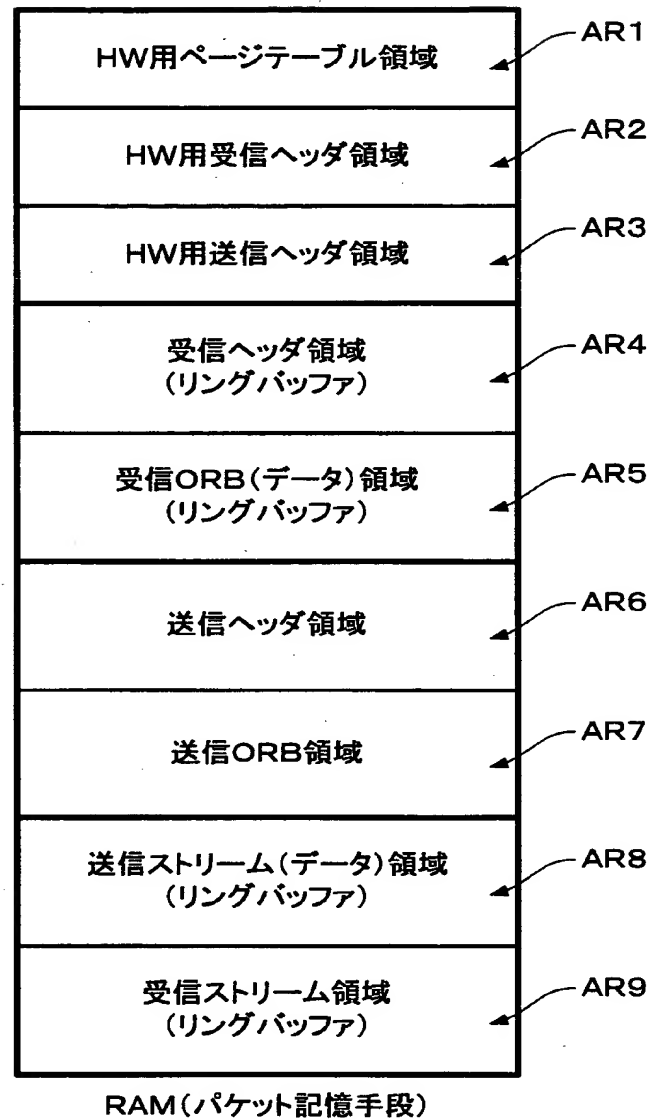 HW用ページテーブル領域
AR1
HW用受信ヘッダ領域
AR2
HW用送信ヘッダ領域
AR3
受信ヘッダ領域
(リングバッファ)
AR4
受信ORB(データ)領域
(リングバッファ)
AR5
送信ヘッダ領域
AR6
送信ORB領域
AR7
送信ストリーム(データ)領域
(リングバッファ)
AR8
受信ストリーム領域
(リングバッファ)
AR9
RAM(パケット記憶手段)